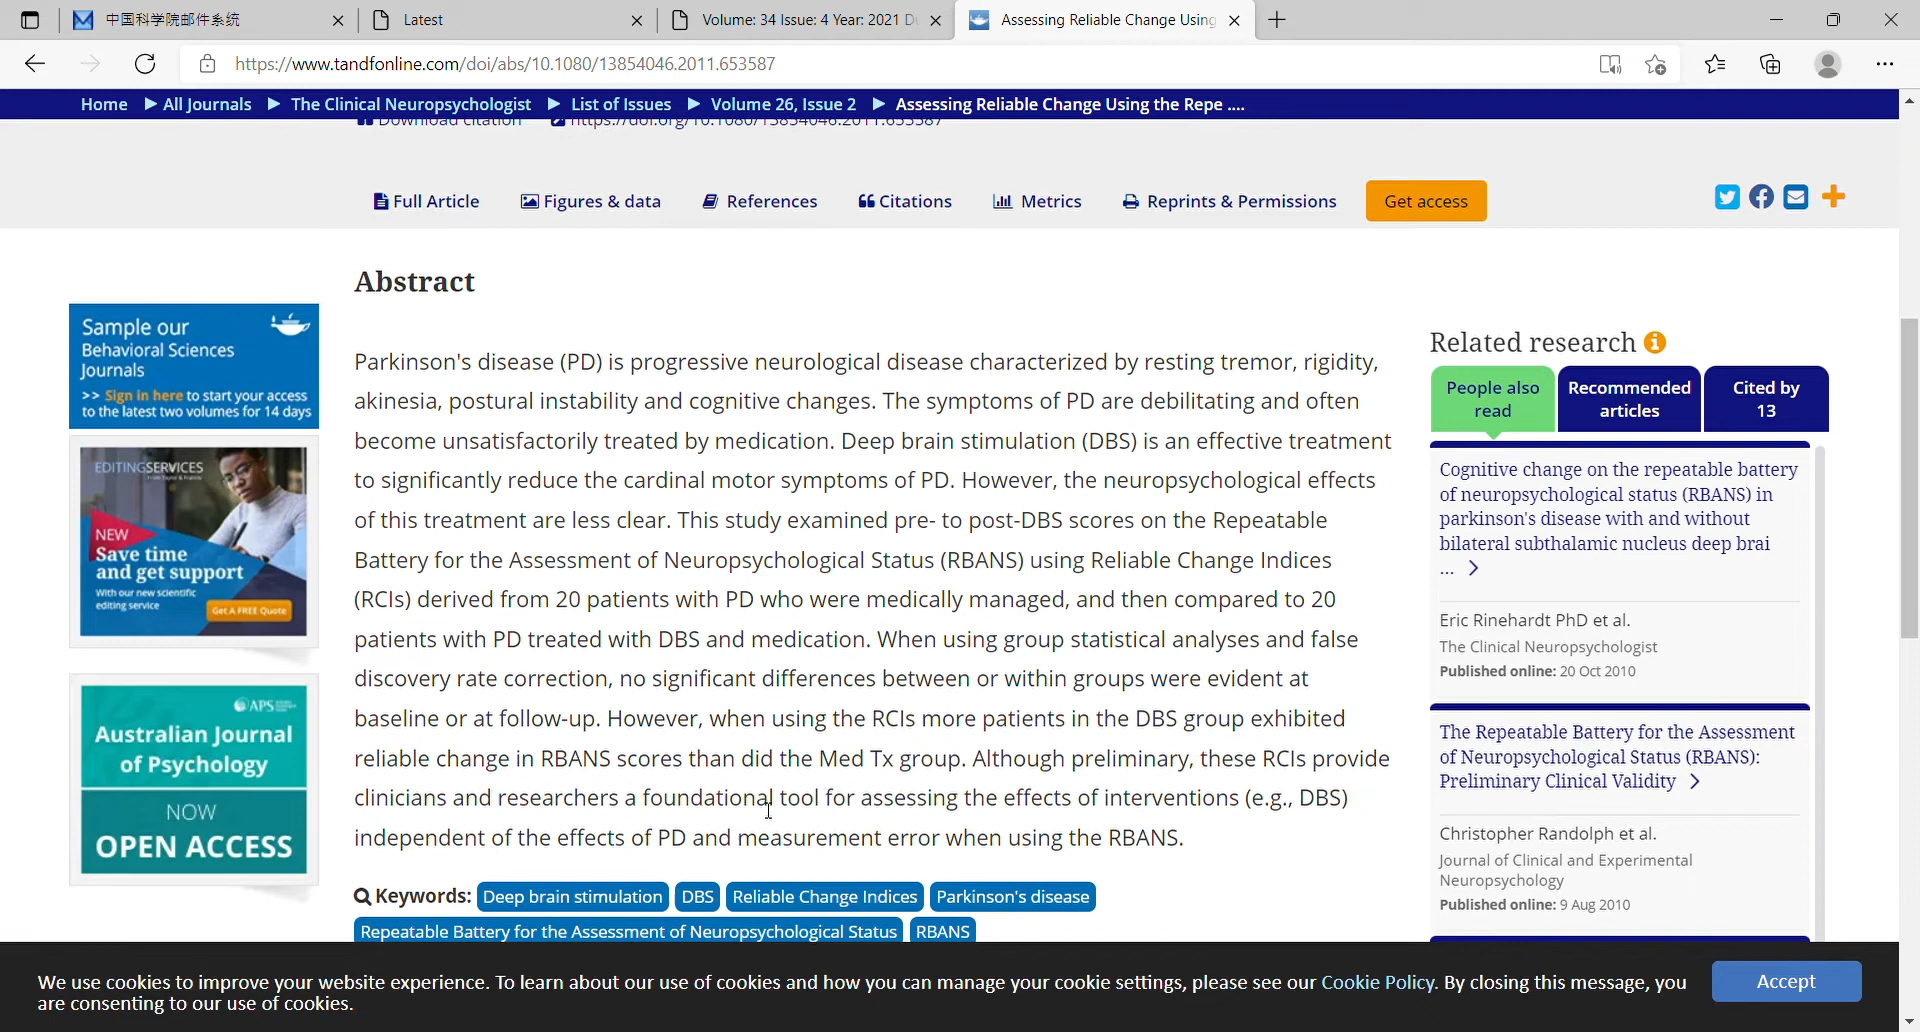 中国科学院邮件系统
Latest
Volume: 34 Issue: 4 Year: 2021 D
Assessing Reliable Change Using
https://www.tandfonline.com/doi/abs/10.1080/13854046.2011.653587
Home ▶ All Journals ▶ The Clinical Neuropsychologist ▶ List of Issues ▶ Volume 26, Issue 2 ▶ Assessing Reliable Change Using the Repe ....
Download citation https://doi.org/10.1080/13854046.2011.653587
Full Article Figures & data References Citations Metrics Reprints & Permissions Get access
Abstract
Parkinson's disease (PD) is progressive neurological disease characterized by resting tremor, rigidity,
akinesia, postural instability and cognitive changes. The symptoms of PD are debilitating and often
become unsatisfactorily treated by medication. Deep brain stimulation (DBS) is an effective treatment
to significantly reduce the cardinal motor symptoms of PD. However, the neuropsychological effects
of this treatment are less clear. This study examined pre- to post-DBS scores on the Repeatable
Battery for the Assessment of Neuropsychological Status (RBANS) using Reliable Change Indices
(RCIs) derived from 20 patients with PD who were medically managed, and then compared to 20
patients with PD treated with DBS and medication. When using group statistical analyses and false
discovery rate correction, no significant differences between or within groups were evident at
baseline or at follow-up. However, when using the RCIs more patients in the DBS group exhibited
reliable change in RBANS scores than did the Med Tx group. Although preliminary, these RCIs provide
clinicians and researchers a foundational tool for assessing the effects of interventions (e.g., DBS)
independent of the effects of PD and measurement error when using the RBANS.
Keywords: Deep brain stimulation DBS Reliable Change Indices Parkinson's disease
Repeatable Battery for the Assessment of Neuropsychological Status RBANS
Sample our
Behavioral Sciences
Journals
>> Sign in here to start your access
to the latest two volumes for 14 days
EDITINGSERVICES
From Taylor & Francis
NEW
Save time
and get support
With our new scientific
editing service
Get A FREE Quote
APS
Australian Journal
of Psychology
NOW
OPEN ACCESS
Related research
People also
read
Recommended
articles
Cited by
13
Cognitive change on the repeatable battery
of neuropsychological status (RBANS) in
parkinson's disease with and without
bilateral subthalamic nucleus deep brai
...
Eric Rinehardt PhD et al.
The Clinical Neuropsychologist
Published online: 20 Oct 2010
The Repeatable Battery for the Assessment
of Neuropsychological Status (RBANS):
Preliminary Clinical Validity
Christopher Randolph et al.
Journal of Clinical and Experimental
Neuropsychology
Published online: 9 Aug 2010
We use cookies to improve your website experience. To learn about our use of cookies and how you can manage your cookie settings, please see our Cookie Policy. By closing this message, you
are consenting to our use of cookies.
Accept